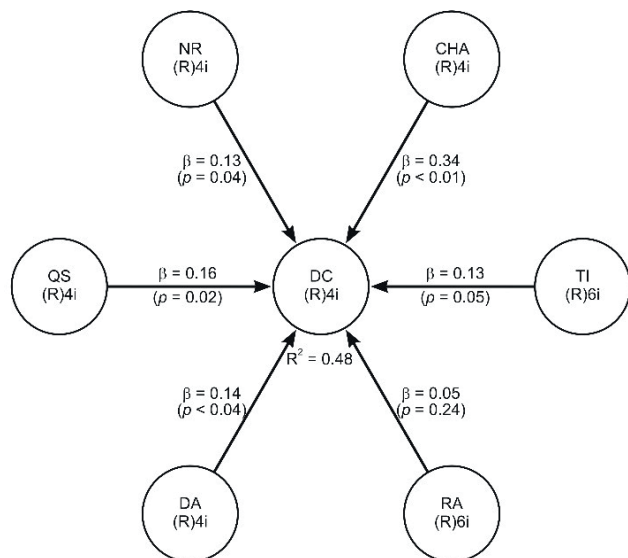 NR
(R)4i
CHA
(R)4i
β = 0.13
(p = 0.04)
β = 0.34
(p < 0.01)
QS
(R)4i
β = 0.16
(p = 0.02)
DC
(R)4i
β = 0.13
(p = 0.05)
TI
(R)6i
R² = 0.48
β = 0.14
(p < 0.04)
β = 0.05
(p = 0.24)
DA
(R)4i
RA
(R)6i